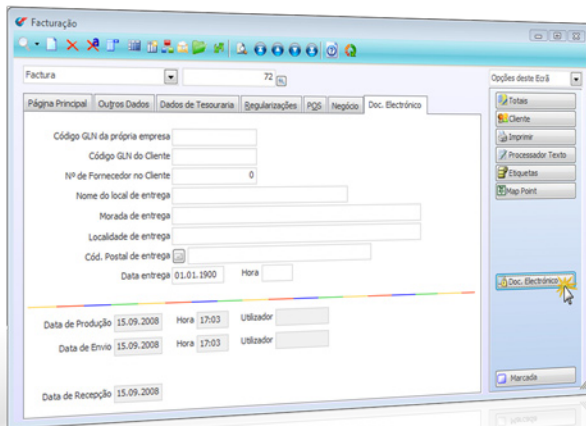 Facturação
Factura 72 Opções deste Ecrã
Página Principal Outros Dados Dados de Tesouraria Regularizações POS Negócio Doc. Electrónico
Totais
Cliente
Imprimir
Processador Texto
Etiquetas
Map Point
Código GLN da própria empresa
Código GLN do Cliente
Nº de Fornecedor no Cliente 0
Nome do local de entrega
Morada de entrega
Localidade de entrega
Cód. Postal de entrega
Data entrega 01.01.1900 Hora
Doc. Electrónico
Data de Produção 15.09.2008 Hora 17:03 Utilizador
Data de Envio 15.09.2008 Hora 17:03 Utilizador
Data de Recepção 15.09.2008
Marcada